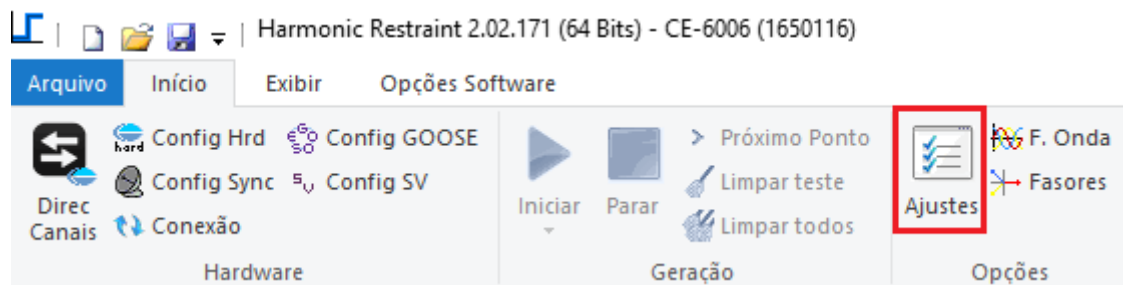 Harmonic Restraint 2.02.171 (64 Bits) - CE-6006 (1650116)
Arquivo Início Exibir Opções Software
hard Config Hrd Config GOOSE Próximo Ponto F. Onda
Config Sync Config SV Limpar teste Fasores
Direc Canais Conexão Iniciar Parar Limpar todos Ajustes
Hardware Geração Opções